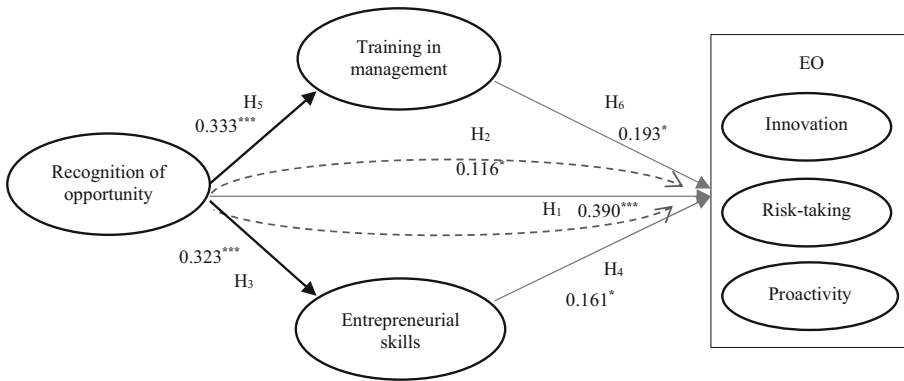 Training in
management
EO
H5
0.333***
H6
0.193*
Innovation
H2
0.116*
Recognition of
opportunity
H1 0.390***
Risk-taking
0.323***
H3
H4
0.161*
Proactivity
Entrepreneurial
skills